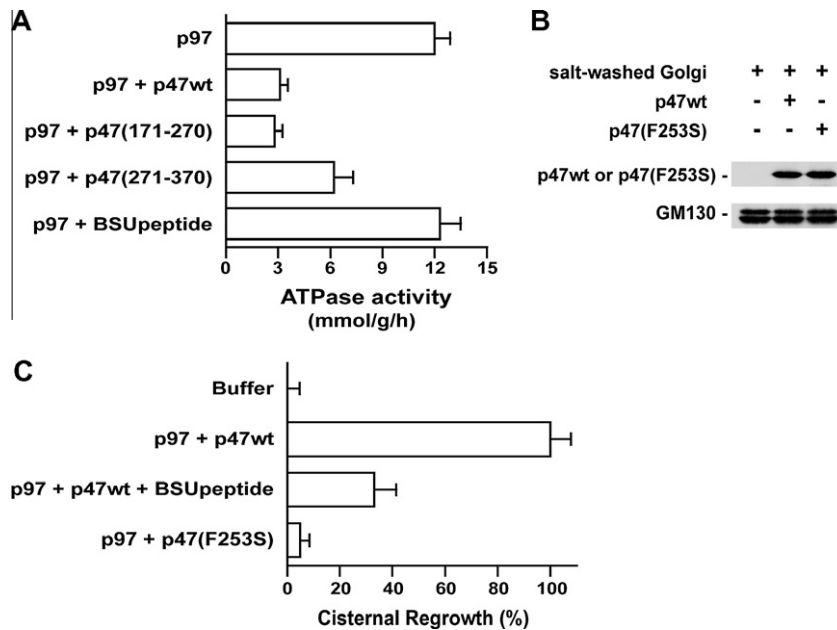 A
p97
p97 + p47wt
p97 + p47(171-270)
p97 + p47(271-370)
p97 + BSUpeptide
0 3 6 9 12 15
ATPase activity
(mmol/g/h)
B
salt-washed Golgi + + +
p47wt - + -
p47(F253S) - - +
p47wt or p47(F253S) -
GM130 -
C
Buffer
p97 + p47wt
p97 + p47wt + BSUpeptide
p97 + p47(F253S)
0 20 40 60 80 100
Cisternal Regrowth (%)